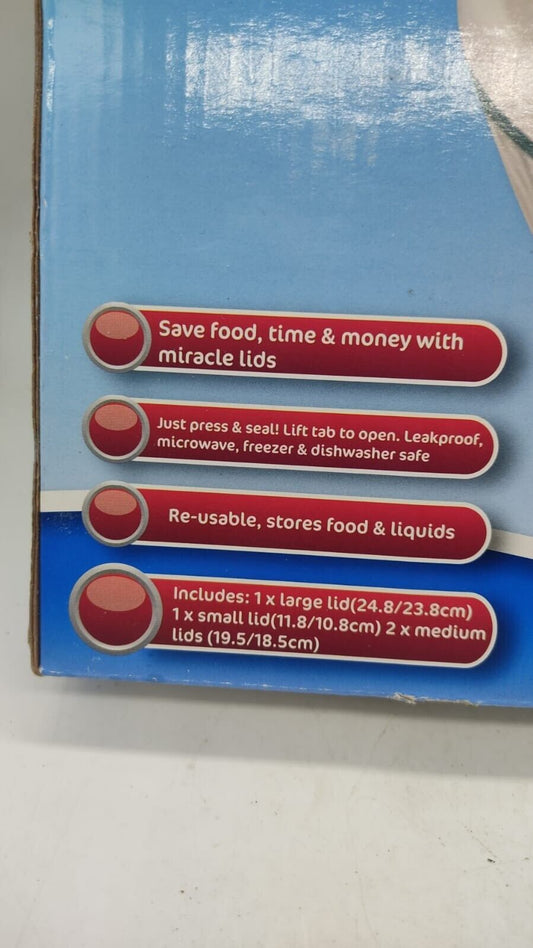 Save food, time & money with
miracle lids
Just press & seal! Lift tab to open. Leakproof,
microwave, freezer & dishwasher safe
Re-usable, stores food & liquids
Includes: 1 x large lid(24.8/23.8cm)
1 x small lid(11.8/10.8cm) 2 x medium
lids (19.5/18.5cm)